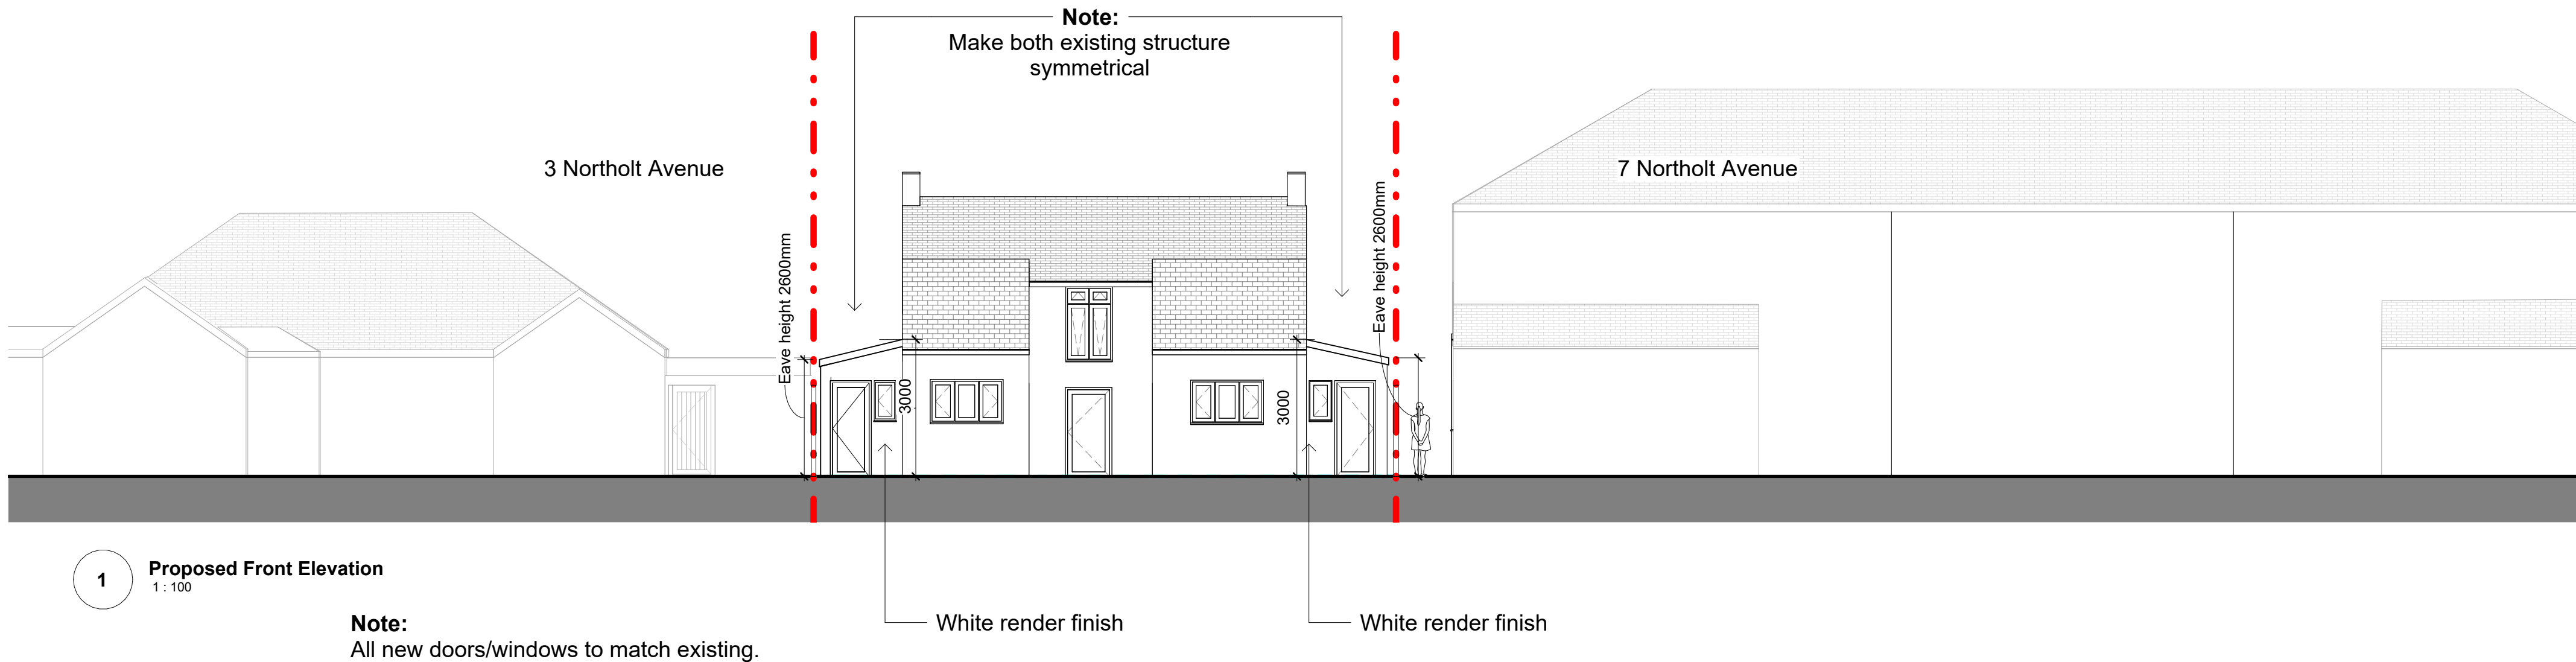 Note:
Make both existing structure
symmetrical
3 Northolt Avenue
7 Northolt Avenue
Eave height 2600mm
Eave height 2600mm
3000
3000
1
Proposed Front Elevation
1 : 100
White render finish
White render finish
Note:
All new doors/windows to match existing.